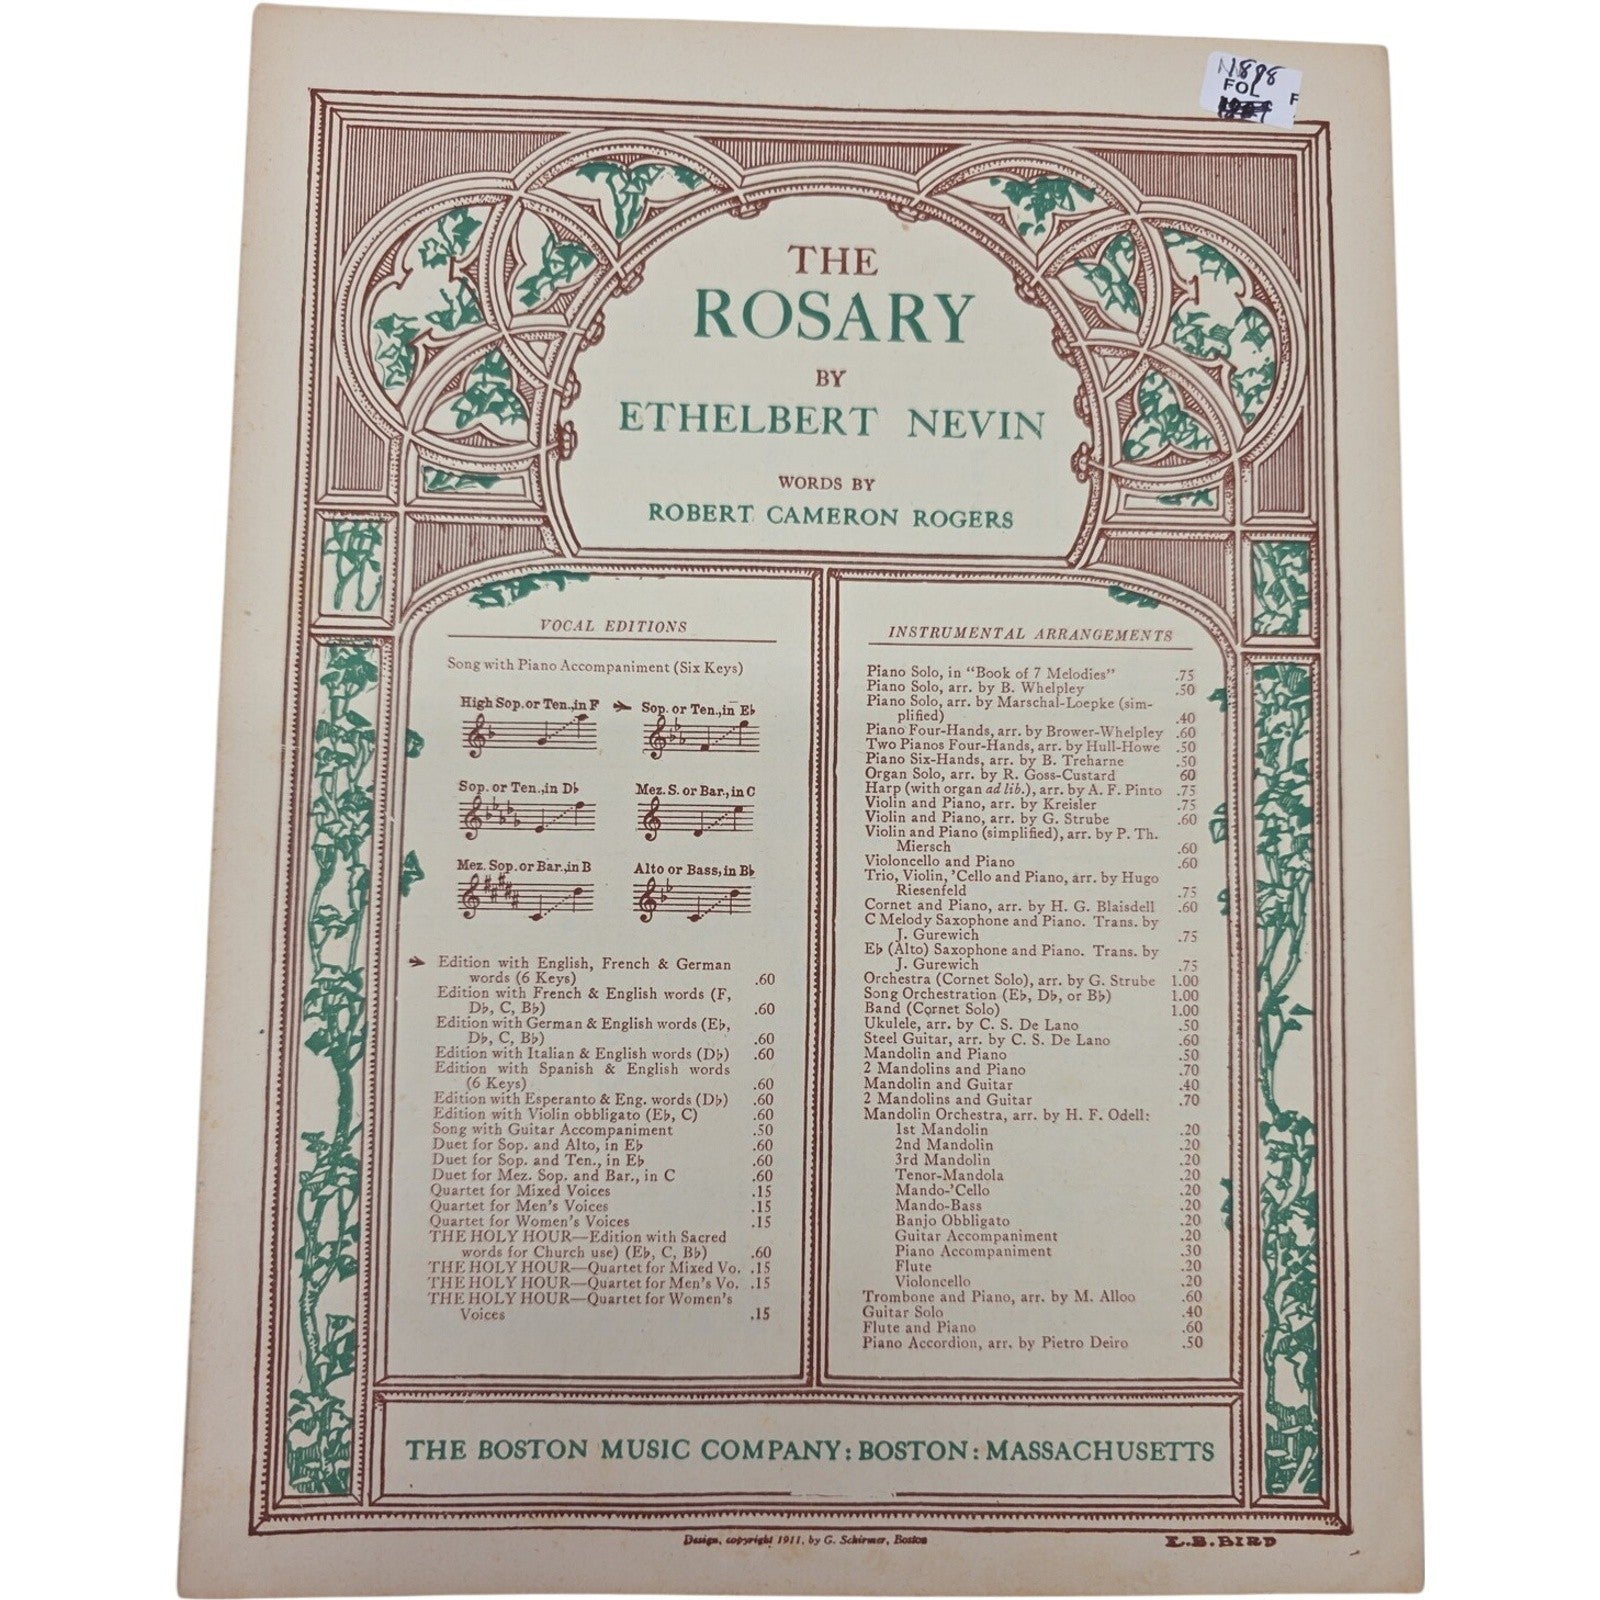 N898
FOL F
THE
ROSARY
BY
ETHELBERT NEVIN
WORDS BY
ROBERT CAMERON ROGERS
VOCAL EDITIONS
Song with Piano Accompaniment (Six Keys)
High Sop. or Ten., in F
Sop. or Ten., in E♭
Sop. or Ten., in D♭
Mez. S. or Bar., in C
Mez. Sop. or Bar., in B
Alto or Bass, in B♭
Edition with English, French & German
words (6 Keys) .60
Edition with French & English words (F,
D♭, C, B♭) .60
Edition with German & English words (E♭,
D♭, C, B♭) .60
Edition with Italian & English words (D♭) .60
Edition with Spanish & English words
(6 Keys) .60
Edition with Esperanto & Eng. words (D♭) .60
Edition with Violin obbligato (E♭, C) .60
Song with Guitar Accompaniment .50
Duet for Sop. and Alto, in E♭ .60
Duet for Sop. and Ten., in E♭ .60
Duet for Mez. Sop. and Bar., in C .60
Quartet for Mixed Voices .15
Quartet for Men's Voices .15
Quartet for Women's Voices .15
THE HOLY HOUR—Edition with Sacred
words for Church use) (E♭, C, B♭) .60
THE HOLY HOUR—Quartet for Mixed Vo. .15
THE HOLY HOUR—Quartet for Men's Vo. .15
THE HOLY HOUR—Quartet for Women's
Voices .15
INSTRUMENTAL ARRANGEMENTS
Piano Solo, in "Book of 7 Melodies" .75
Piano Solo, arr. by B. Whelpley .50
Piano Solo, arr. by Marschal-Loepke (sim-
plified) .40
Piano Four-Hands, arr. by Brower-Whelpley .60
Two Pianos Four-Hands, arr. by Hull-Howe .50
Piano Six-Hands, arr. by B. Treharne .50
Organ Solo, arr. by R. Goss-Custard 60
Harp (with organ ad lib.), arr. by A. F. Pinto .75
Violin and Piano, arr. by Kreisler .75
Violin and Piano, arr. by G. Strube .60
Violin and Piano (simplified), arr. by P. Th.
Miersch .60
Violoncello and Piano .60
Trio, Violin, 'Cello and Piano, arr. by Hugo
Riesenfeld .75
Cornet and Piano, arr. by H. G. Blaisdell .60
C Melody Saxophone and Piano. Trans. by
J. Gurewich .75
E♭ (Alto) Saxophone and Piano. Trans. by
J. Gurewich .75
Orchestra (Cornet Solo), arr. by G. Strube 1.00
Song Orchestration (E♭, D♭, or B♭) 1.00
Band (Cornet Solo) 1.00
Ukulele, arr. by C. S. De Lano .50
Steel Guitar, arr. by C. S. De Lano .60
Mandolin and Piano .50
2 Mandolins and Piano .70
Mandolin and Guitar .40
2 Mandolins and Guitar .70
Mandolin Orchestra, arr. by H. F. Odell:
1st Mandolin .20
2nd Mandolin .20
3rd Mandolin .20
Tenor-Mandola .20
Mando-'Cello .20
Mando-Bass .20
Banjo Obbligato .20
Guitar Accompaniment .20
Piano Accompaniment .30
Flute .20
Violoncello .20
Trombone and Piano, arr. by M. Alloo .60
Guitar Solo .40
Flute and Piano .60
Piano Accordion, arr. by Pietro Deiro .50
THE BOSTON MUSIC COMPANY: BOSTON: MASSACHUSETTS
Design, copyright 1911, by G. Schirmer, Boston
E.B.BIRD